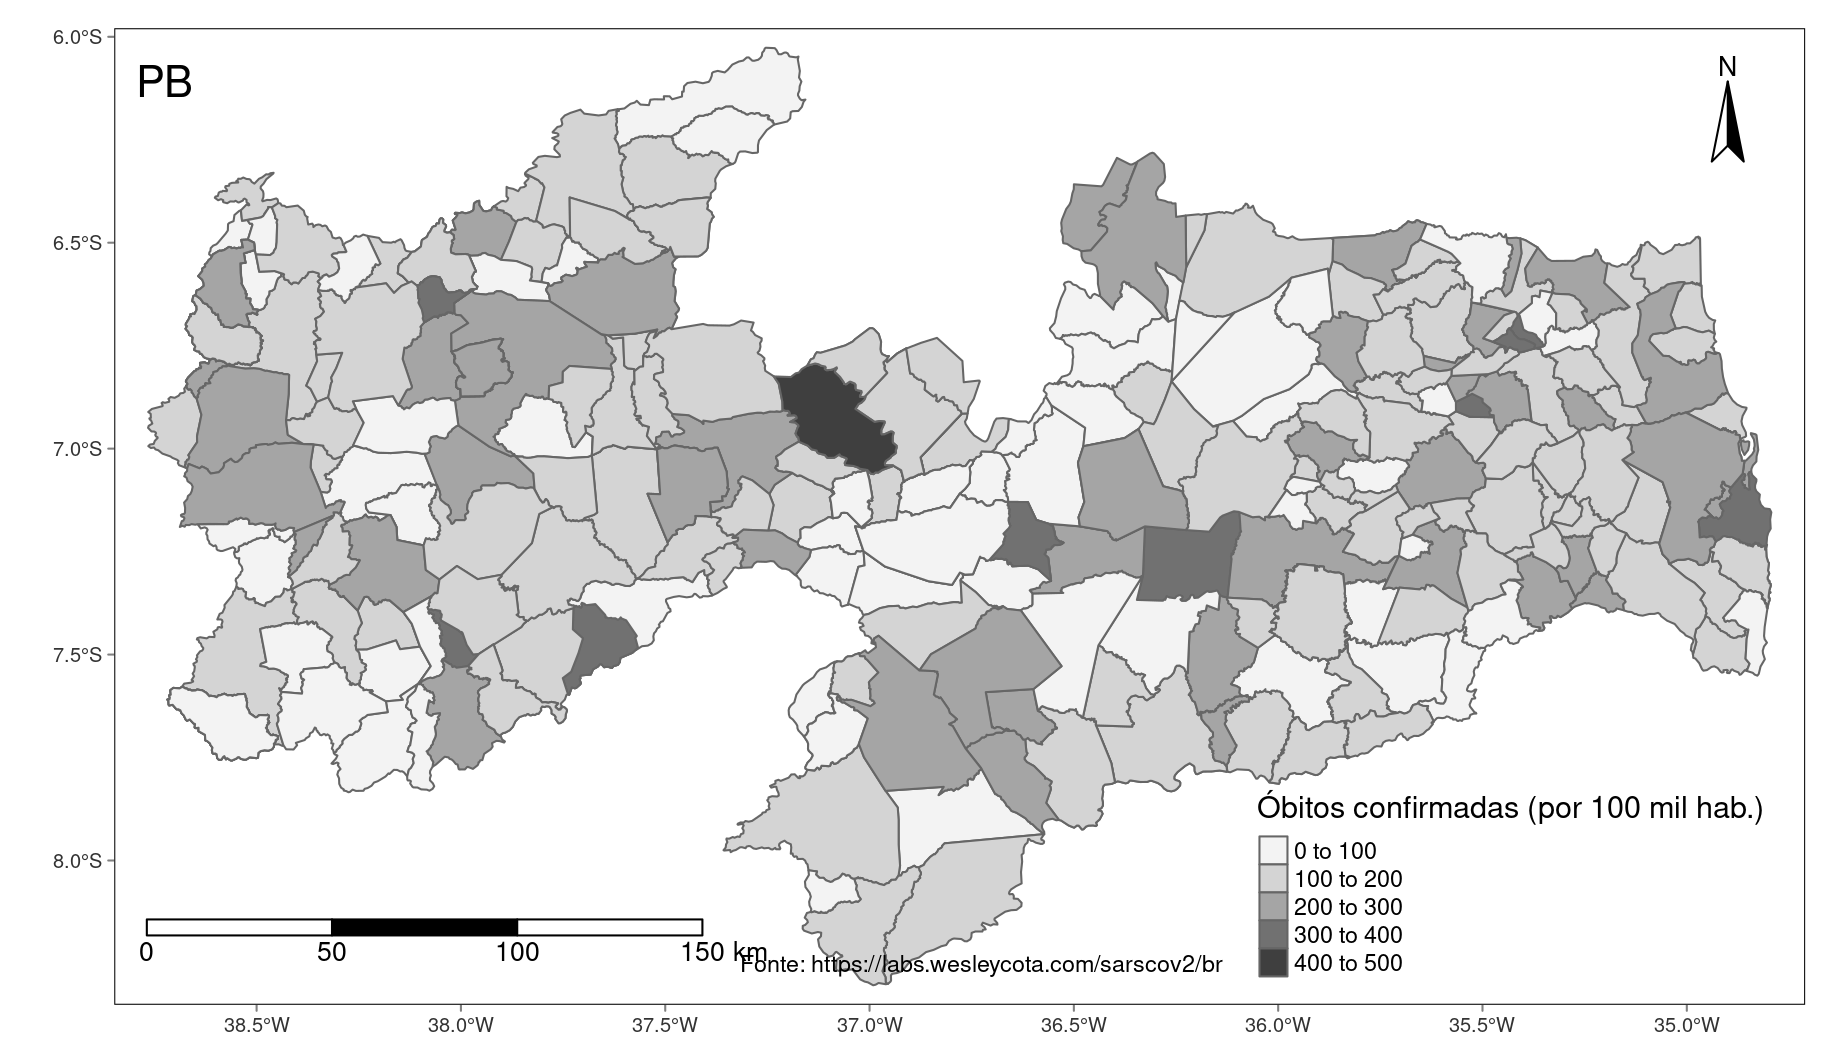 PB
N
6.0°S
6.5°S
7.0°S
7.5°S
8.0°S
Óbitos confirmadas (por 100 mil hab.)
0 to 100
100 to 200
200 to 300
300 to 400
400 to 500
0 50 100 150 km
Fonte: https://labs.wesleycota.com/sarscov2/br
38.5°W 38.0°W 37.5°W 37.0°W 36.5°W 36.0°W 35.5°W 35.0°W